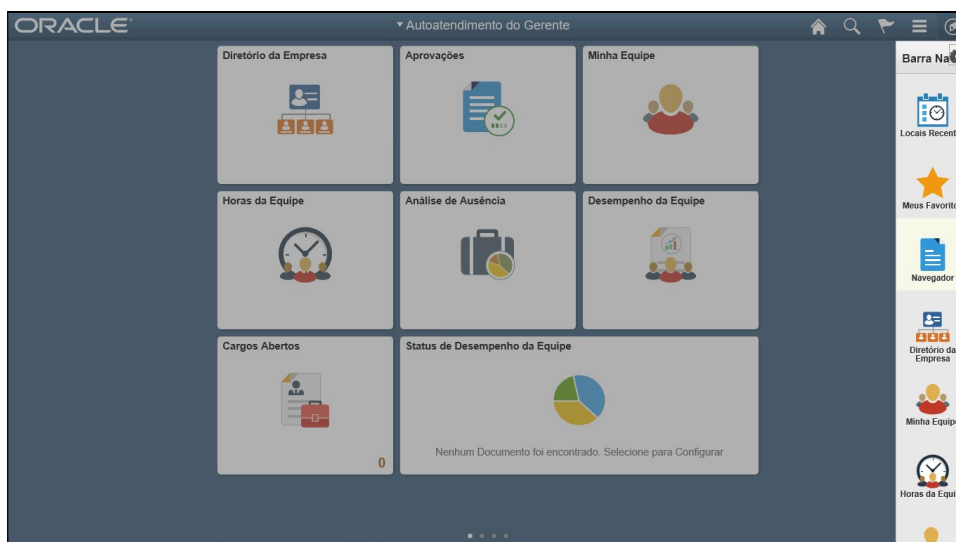 ORACLE
Autoatendimento do Gerente
Diretório da Empresa
Aprovações
Minha Equipe
Horas da Equipe
Análise de Ausência
Desempenho da Equipe
Cargos Abertos
0
Status de Desempenho da Equipe
Nenhum Documento foi encontrado. Selecione para Configurar
Barra Na
Locais Recent
Meus Favorito
Navegador
Diretório da
Empresa
Minha Equipe
Horas da Equi